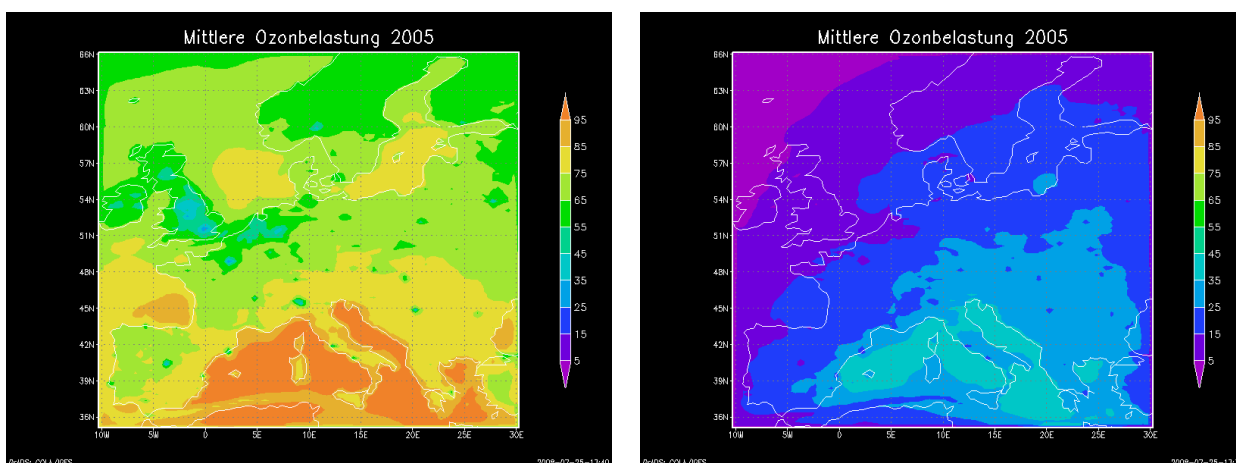 Mittlere Ozonbelastung 2005
66N
63N
60N
57N
54N
51N
48N
45N
42N
39N
36N
10W
5W
0
5E
10E
15E
20E
25E
30E
95
85
75
65
55
45
35
25
15
5
Mittlere Ozonbelastung 2005
66N
63N
60N
57N
54N
51N
48N
45N
42N
39N
36N
10W
5W
0
5E
10E
15E
20E
25E
30E
95
85
75
65
55
45
35
25
15
5